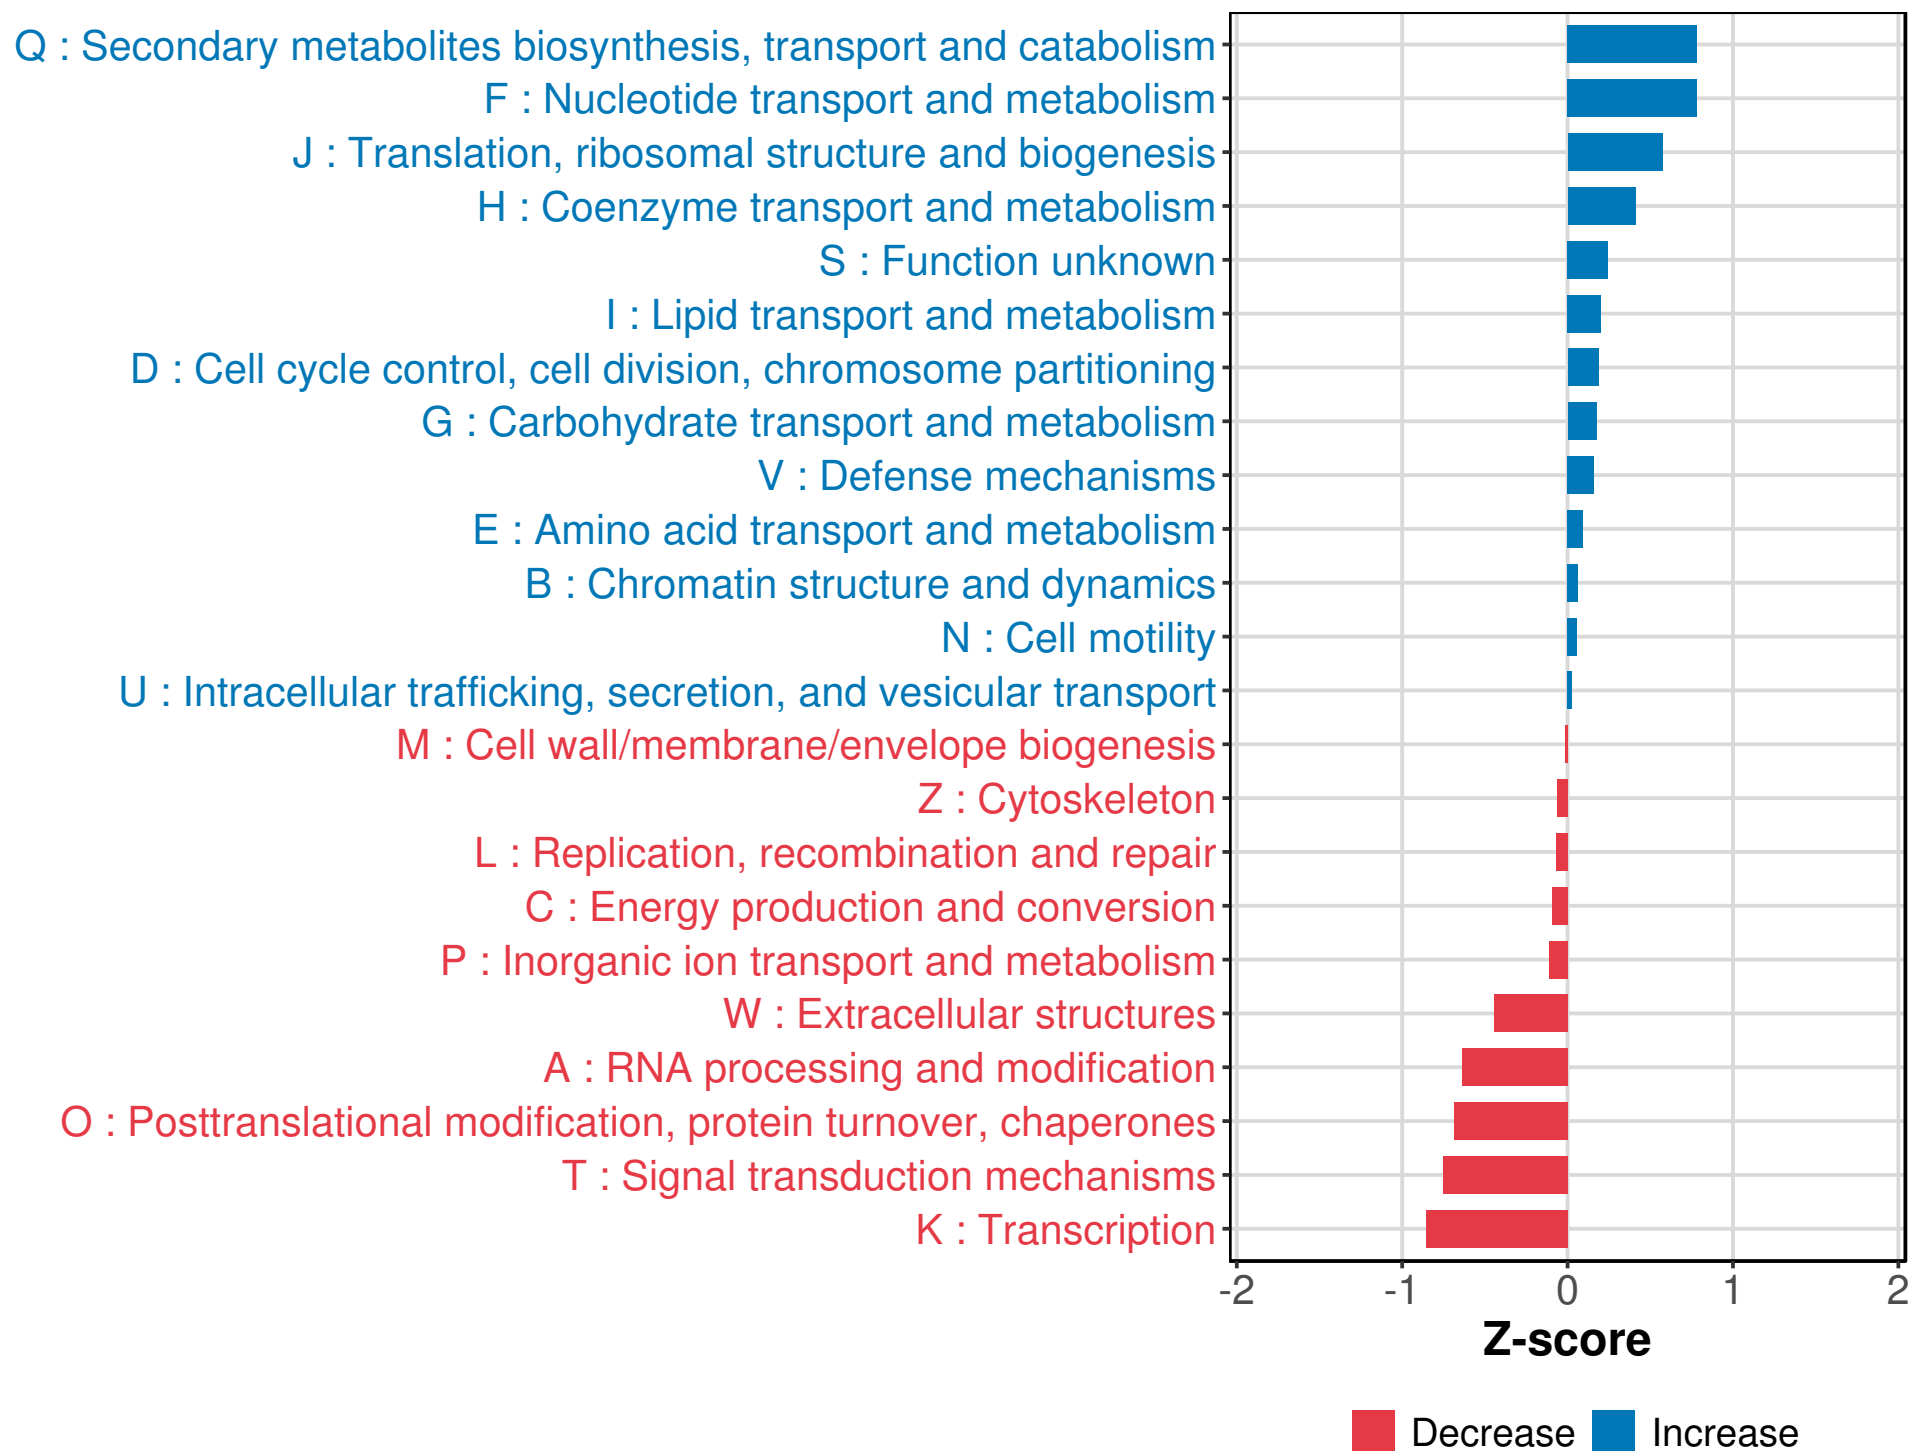 Q : Secondary metabolites biosynthesis, transport and catabolism
F : Nucleotide transport and metabolism
J : Translation, ribosomal structure and biogenesis
H : Coenzyme transport and metabolism
S : Function unknown
I : Lipid transport and metabolism
D : Cell cycle control, cell division, chromosome partitioning
G : Carbohydrate transport and metabolism
V : Defense mechanisms
E : Amino acid transport and metabolism
B : Chromatin structure and dynamics
N : Cell motility
U : Intracellular trafficking, secretion, and vesicular transport
M : Cell wall/membrane/envelope biogenesis
Z : Cytoskeleton
L : Replication, recombination and repair
C : Energy production and conversion
P : Inorganic ion transport and metabolism
W : Extracellular structures
A : RNA processing and modification
O : Posttranslational modification, protein turnover, chaperones
T : Signal transduction mechanisms
K : Transcription
-2 -1 0 1 2
Z-score
Decrease Increase